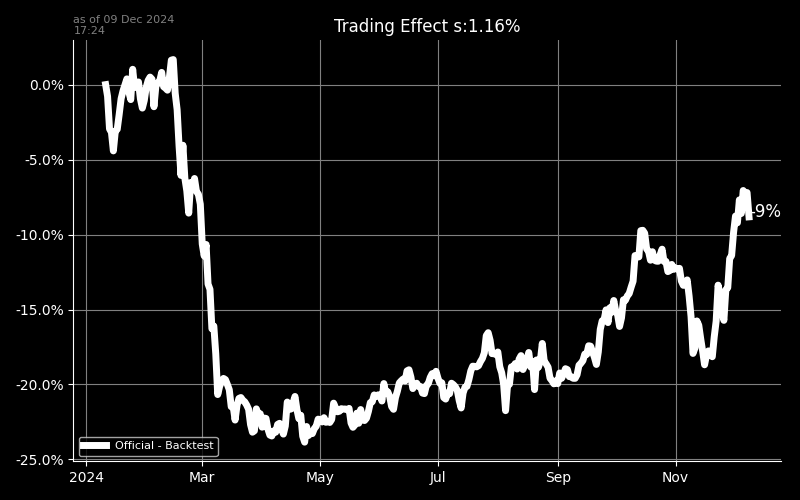 as of 09 Dec 2024
17:24
Trading Effect s:1.16%
0.0%
-5.0%
-10.0%
-15.0%
-20.0%
-25.0%
-9%
Official - Backtest
2024
Mar
May
Jul
Sep
Nov